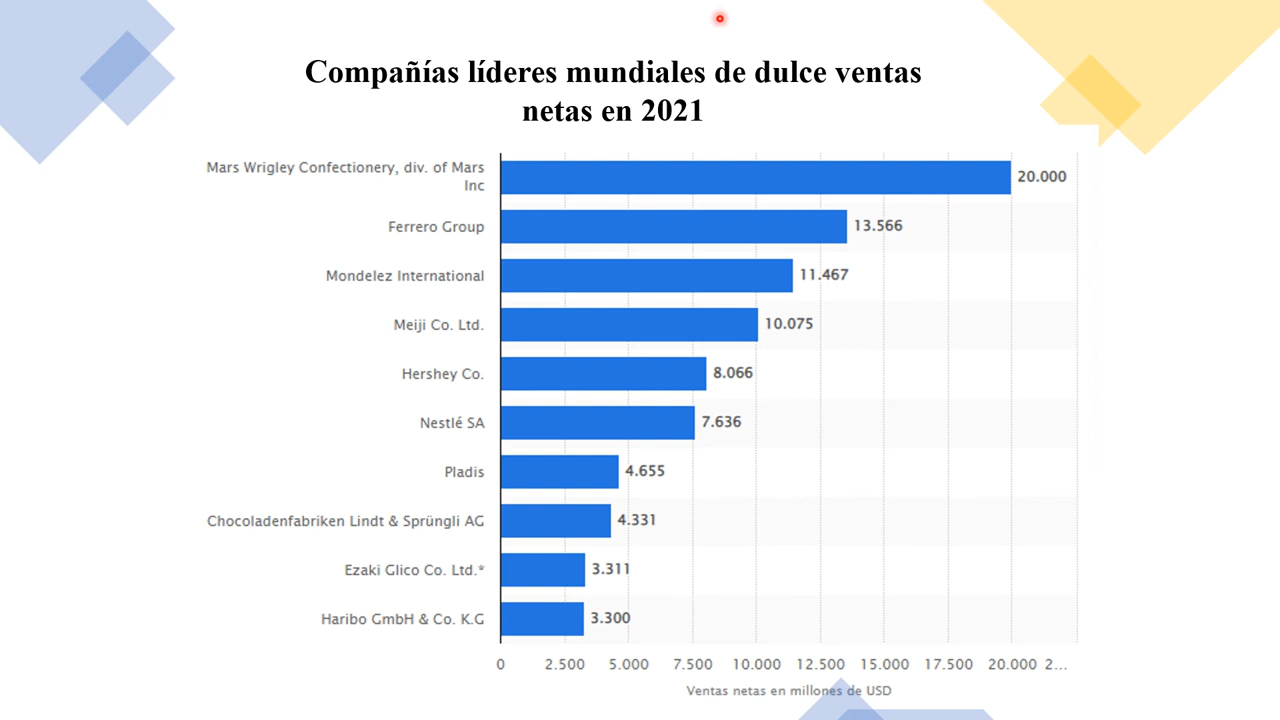 Compañías líderes mundiales de dulce ventas
netas en 2021
Mars Wrigley Confectionery, div. of Mars
Inc
20.000
Ferrero Group
13.566
Mondelez International
11.467
Meiji Co. Ltd.
10.075
Hershey Co.
8.066
Nestlé SA
7.636
Pladis
4.655
Chocoladenfabriken Lindt & Sprüngli AG
4.331
Ezaki Glico Co. Ltd.*
3.311
Haribo GmbH & Co. K.G
3.300
0 2.500 5.000 7.500 10.000 12.500 15.000 17.500 20.000 2...
Ventas netas en millones de USD